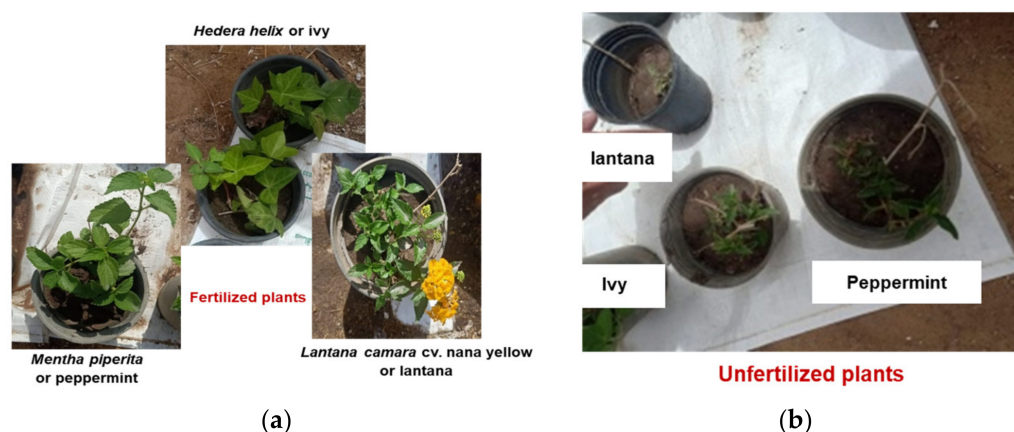 Hedera helix or ivy
Fertilized plants
Mentha piperita
or peppermint
Lantana camara cv. nana yellow
or lantana
(a)
lantana
Ivy
Peppermint
Unfertilized plants
(b)